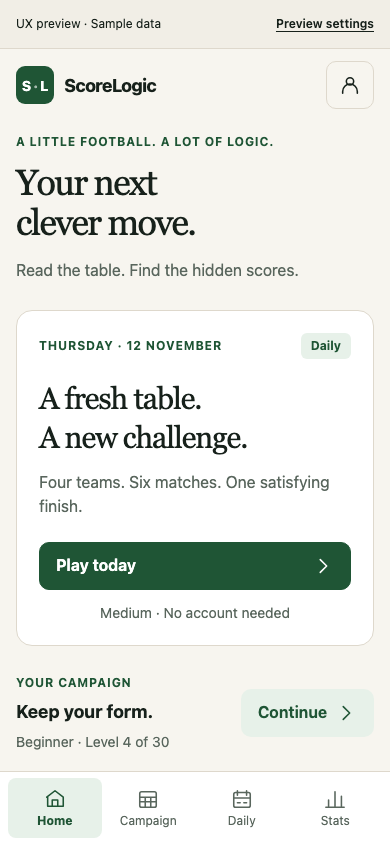 UX preview · Sample data
Preview settings
S·L
ScoreLogic
A LITTLE FOOTBALL. A LOT OF LOGIC.
Your next
clever move.
Read the table. Find the hidden scores.
THURSDAY · 12 NOVEMBER
Daily
A fresh table.
A new challenge.
Four teams. Six matches. One satisfying
finish.
Play today
Medium · No account needed
YOUR CAMPAIGN
Keep your form.
Beginner · Level 4 of 30
Continue
Home
Campaign
Daily
Stats